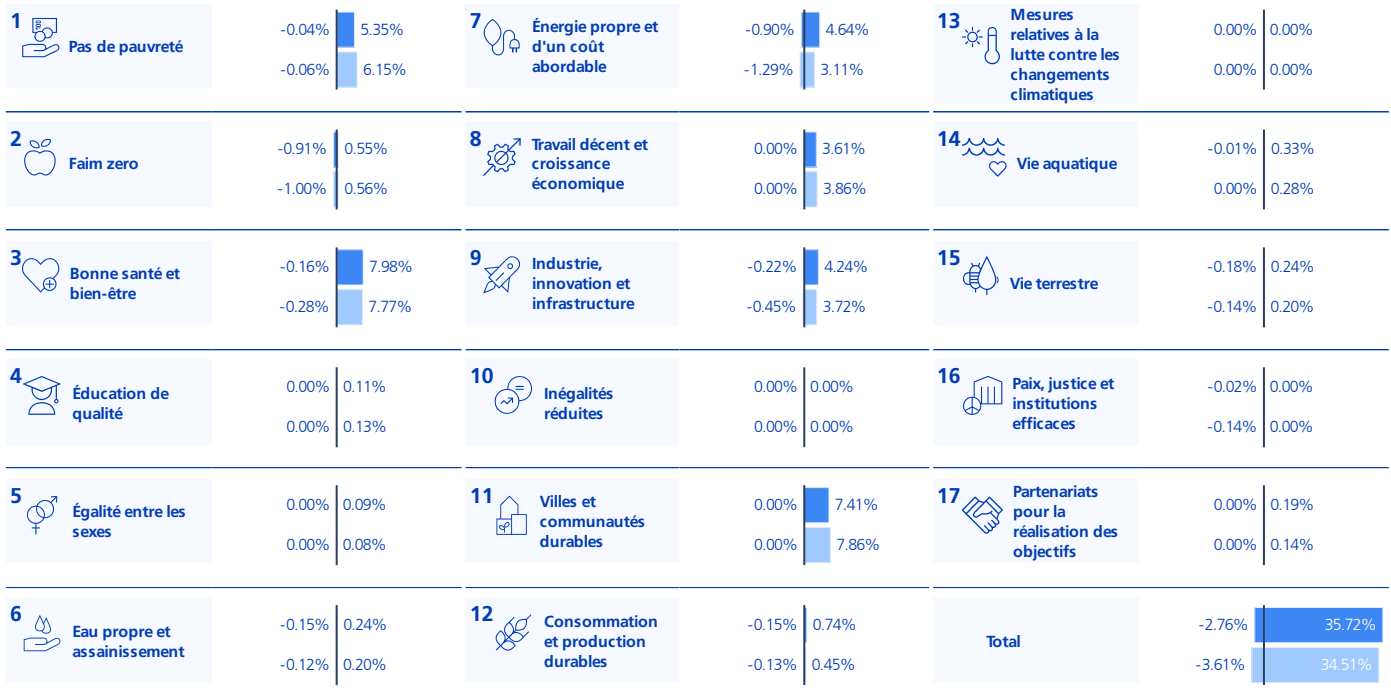 1
Pas de pauvreté
-0.04% 5.35%
-0.06% 6.15%
2
Faim zero
-0.91% 0.55%
-1.00% 0.56%
3
Bonne santé et
bien-être
-0.16% 7.98%
-0.28% 7.77%
4
Éducation de
qualité
0.00% 0.11%
0.00% 0.13%
5
Égalité entre les
sexes
0.00% 0.09%
0.00% 0.08%
6
Eau propre et
assainissement
-0.15% 0.24%
-0.12% 0.20%
7
Énergie propre et
d'un coût
abordable
-0.90% 4.64%
-1.29% 3.11%
8
Travail décent et
croissance
économique
0.00% 3.61%
0.00% 3.86%
9
Industrie,
innovation et
infrastructure
-0.22% 4.24%
-0.45% 3.72%
10
Inégalités
réduites
0.00% 0.00%
0.00% 0.00%
11
Villes et
communautés
durables
0.00% 7.41%
0.00% 7.86%
12
Consommation
et production
durables
-0.15% 0.74%
-0.13% 0.45%
13
Mesures
relatives à la
lutte contre les
changements
climatiques
0.00% 0.00%
0.00% 0.00%
14
Vie aquatique
-0.01% 0.33%
0.00% 0.28%
15
Vie terrestre
-0.18% 0.24%
-0.14% 0.20%
16
Paix, justice et
institutions
efficaces
-0.02% 0.00%
-0.14% 0.00%
17
Partenariats
pour la
réalisation des
objectifs
0.00% 0.19%
0.00% 0.14%
Total
-2.76% 35.72%
-3.61% 34.51%